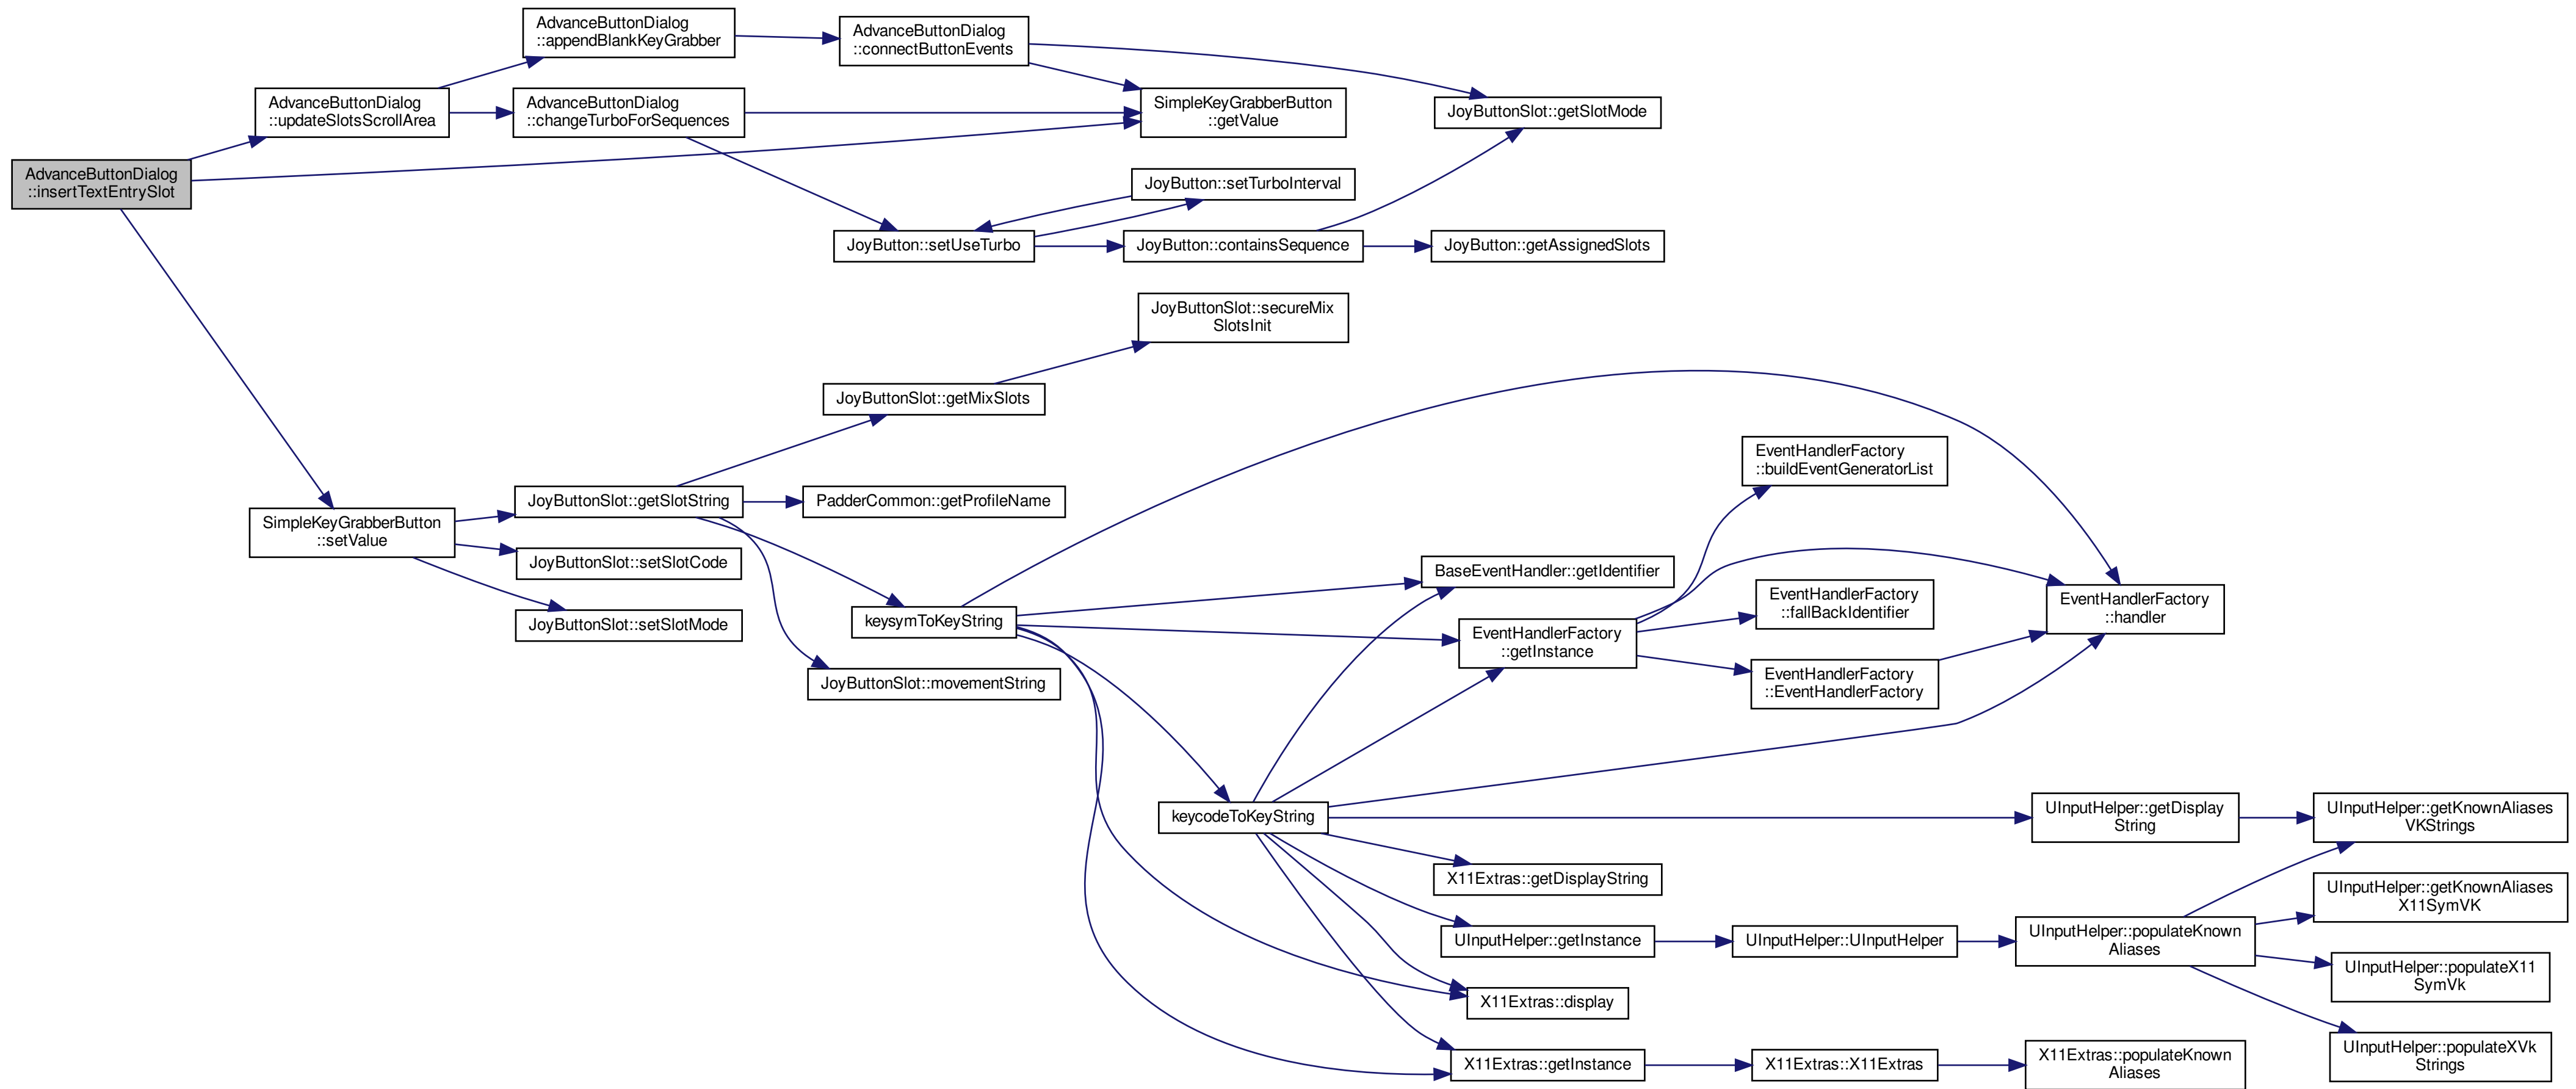 AdvanceButtonDialog
::insertTextEntrySlot
AdvanceButtonDialog
::updateSlotsScrollArea
AdvanceButtonDialog
::appendBlankKeyGrabber
AdvanceButtonDialog
::connectButtonEvents
SimpleKeyGrabberButton
::getValue
JoyButtonSlot::getSlotMode
AdvanceButtonDialog
::changeTurboForSequences
JoyButton::setUseTurbo
JoyButton::setTurboInterval
JoyButton::containsSequence
JoyButton::getAssignedSlots
SimpleKeyGrabberButton
::setValue
JoyButtonSlot::getSlotString
JoyButtonSlot::setSlotCode
JoyButtonSlot::setSlotMode
JoyButtonSlot::getMixSlots
JoyButtonSlot::secureMix
SlotsInit
PadderCommon::getProfileName
keysymToKeyString
JoyButtonSlot::movementString
BaseEventHandler::getIdentifier
EventHandlerFactory
::getInstance
EventHandlerFactory
::buildEventGeneratorList
EventHandlerFactory
::fallBackIdentifier
EventHandlerFactory
::EventHandlerFactory
EventHandlerFactory
::handler
keycodeToKeyString
UInputHelper::getDisplay
String
UInputHelper::getKnownAliases
VKStrings
X11Extras::getDisplayString
UInputHelper::getInstance
UInputHelper::UInputHelper
UInputHelper::populateKnown
Aliases
UInputHelper::getKnownAliases
X11SymVK
UInputHelper::populateX11
SymVk
UInputHelper::populateXVk
Strings
X11Extras::display
X11Extras::getInstance
X11Extras::X11Extras
X11Extras::populateKnown
Aliases